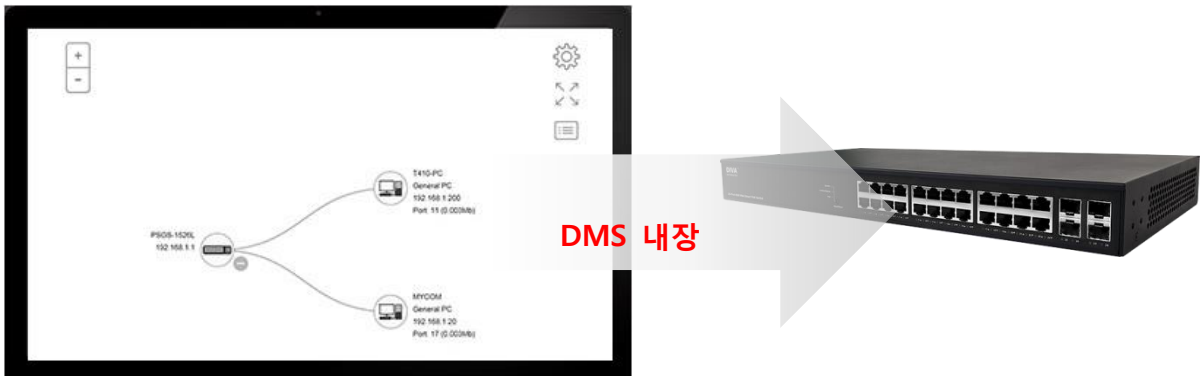 +
-
T410-PC
General PC
192.168.1.200
Port: 11 (0.003Mb)
PSGS-1526L
192.168.1.1
DMS 내장
MYCOM
General PC
192.168.1.20
Port: 17 (0.003Mb)